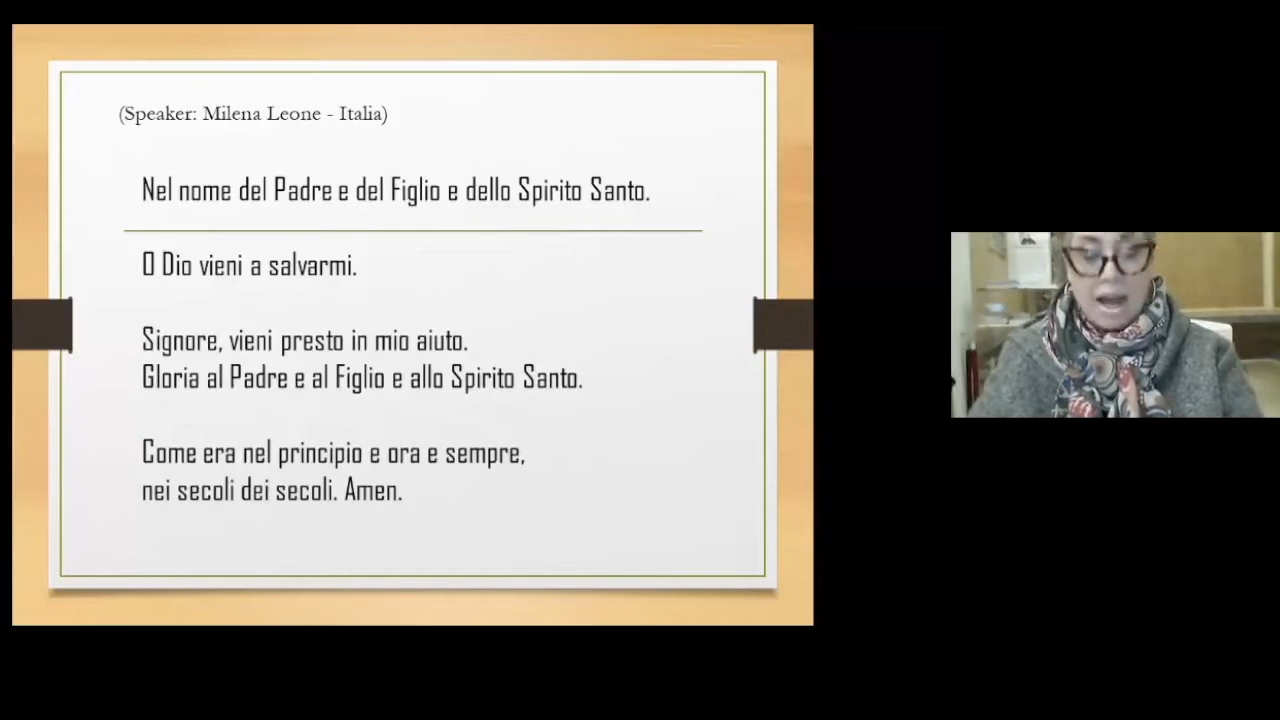 (Speaker: Milena Leone - Italia)
Nel nome del Padre e del Figlio e dello Spirito Santo.
O Dio vieni a salvarmi.
Signore, vieni presto in mio aiuto.
Gloria al Padre e al Figlio e allo Spirito Santo.
Come era nel principio e ora e sempre,
nei secoli dei secoli. Amen.